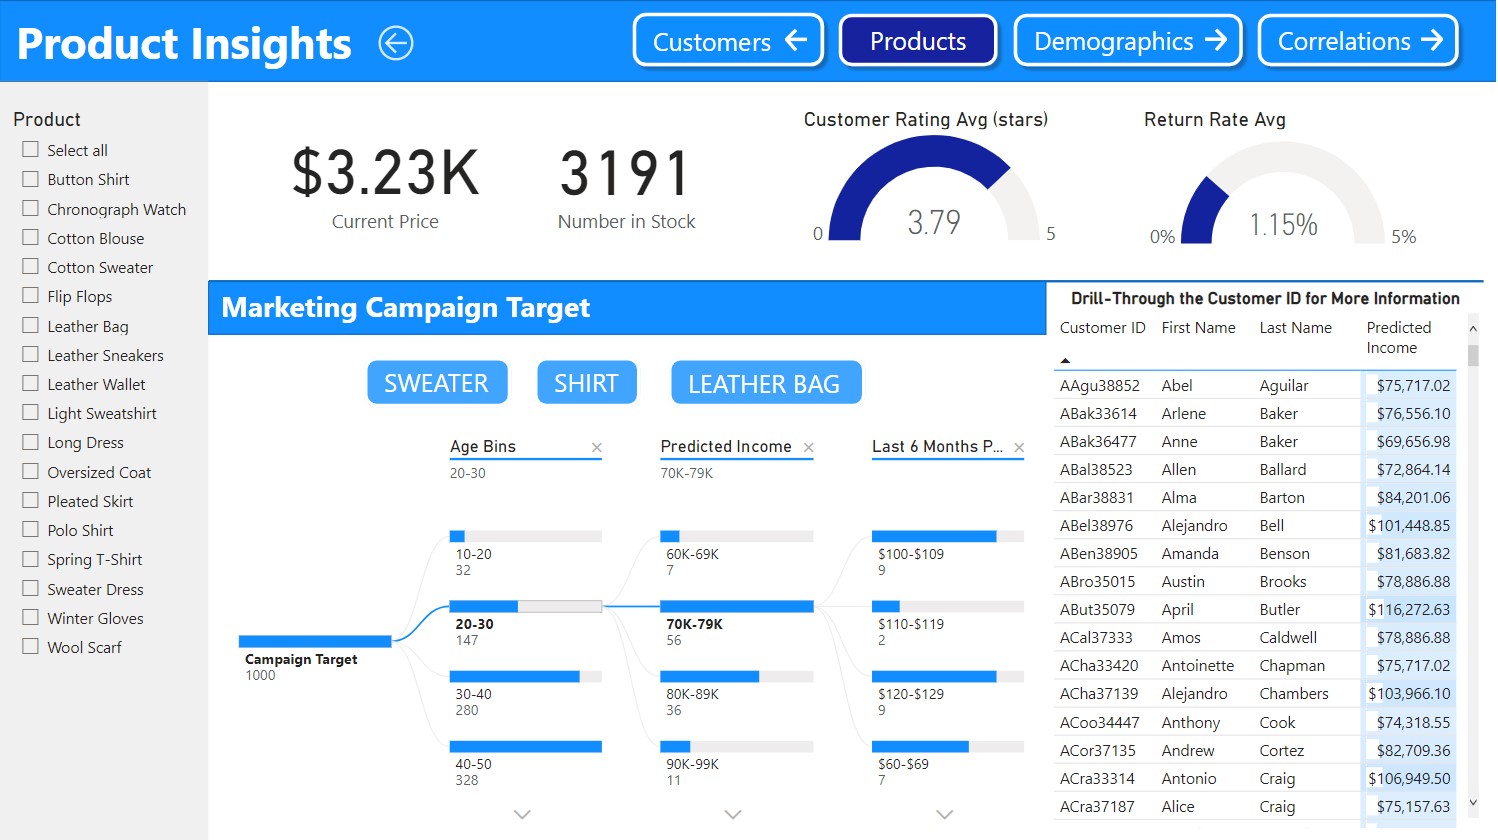 Product Insights
Customers
Products
Demographics
Correlations
Product
Select all
Button Shirt
Chronograph Watch
Cotton Blouse
Cotton Sweater
Flip Flops
Leather Bag
Leather Sneakers
Leather Wallet
Light Sweatshirt
Long Dress
Oversized Coat
Pleated Skirt
Polo Shirt
Spring T-Shirt
Sweater Dress
Winter Gloves
Wool Scarf
$3.23K
Current Price
3191
Number in Stock
Customer Rating Avg (stars)
3.79
0
5
Return Rate Avg
1.15%
0%
5%
Marketing Campaign Target
SWEATER
SHIRT
LEATHER BAG
Age Bins
20-30
Predicted Income
70K-79K
Last 6 Months P...
Campaign Target
1000
10-20
32
20-30
147
30-40
280
40-50
328
60K-69K
7
70K-79K
56
80K-89K
36
90K-99K
11
$100-$109
9
$110-$119
2
$120-$129
9
$60-$69
7
Drill-Through the Customer ID for More Information
Customer ID First Name Last Name Predicted Income
AAgu38852 Abel Aguilar $75,717.02
ABak33614 Arlene Baker $76,556.10
ABak36477 Anne Baker $69,656.98
ABal38523 Allen Ballard $72,864.14
ABar38831 Alma Barton $84,201.06
ABel38976 Alejandro Bell $101,448.85
ABen38905 Amanda Benson $81,683.82
ABro35015 Austin Brooks $78,886.88
ABut35079 April Butler $116,272.63
ACal37333 Amos Caldwell $78,886.88
ACha33420 Antoinette Chapman $75,717.02
ACha37139 Alejandro Chambers $103,966.10
ACoo34447 Anthony Cook $74,318.55
ACor37135 Andrew Cortez $82,709.36
ACra33314 Antonio Craig $106,949.50
ACra37187 Alice Craig $75,157.63